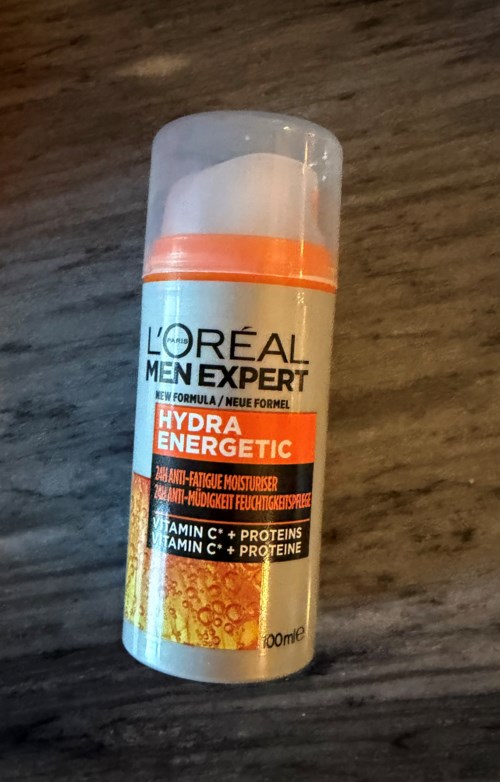 L'ORÉAL
PARIS
MEN EXPERT
NEW FORMULA / NEUE FORMEL
HYDRA
ENERGETIC
24H ANTI-FATIGUE MOISTURISER
24H ANTI-MÜDIGKEIT FEUCHTIGKEITSPFLEGE
VITAMIN C* + PROTEINS
VITAMIN C* + PROTEINE
100ml℮